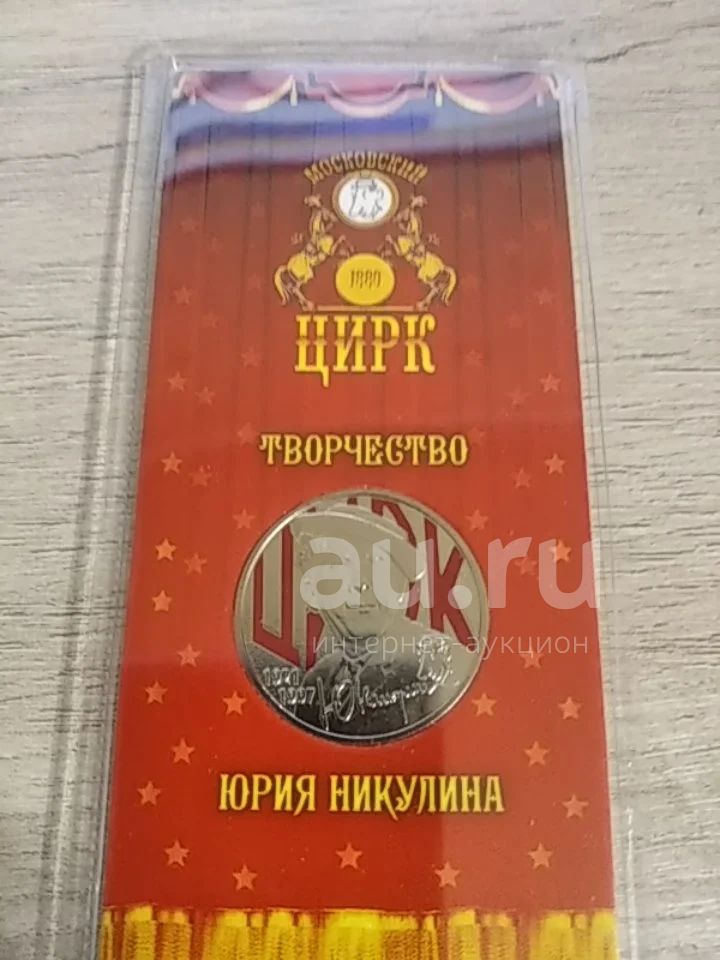 МОСКОВСКИЙ
1880
ЦИРК
ТВОРЧЕСТВО
ЦИРК
au.ru
интернет-аукцион
1921
1997
ЮРИЯ НИКУЛИНА